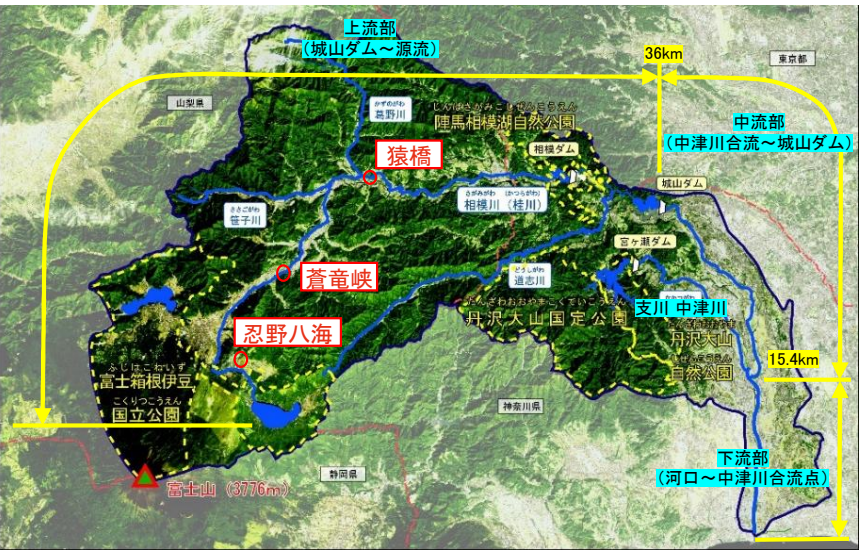 上流部
(城山ダム～源流)
36km
東京都
山梨県
かずのがわ
葛野川
じんばさがみこしぜんこうえん
陣馬相模湖自然公園
中流部
(中津川合流～城山ダム)
猿橋
相模ダム
城山ダム
さがみがわ (かつらがわ)
相模川(桂川)
ささごがわ
笹子川
宮ヶ瀬ダム
蒼竜峡
どうしがわ
道志川
たんざわおおやまこくていこうえん
丹沢大山国定公園
支川 中津川
丹沢大山
忍野八海
15.4km
自然公園
ふじはこねいず
富士箱根伊豆
こくりつこうえん
国立公園
神奈川県
下流部
(河口～中津川合流点)
静岡県
富士山 (3776m)